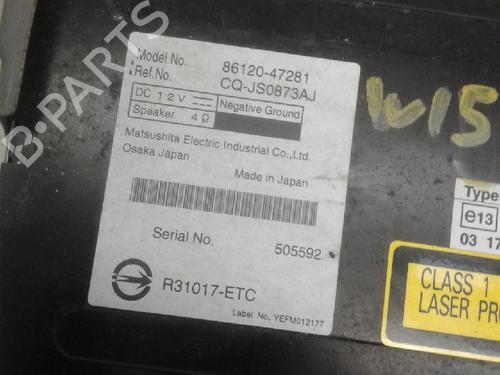 Model No. 86120-47281
Ref.No. CQ-JS0873AJ
DC 12V Negative Ground
Speaker 4Ω
Matsushita Electric Industrial Co.,Ltd.
Osaka Japan
Made in Japan
Serial No. 505592
R31017-ETC
Label No. YEFM012177
W15
Type
e13
03 17
CLASS 1
LASER PRO
B-PARTS